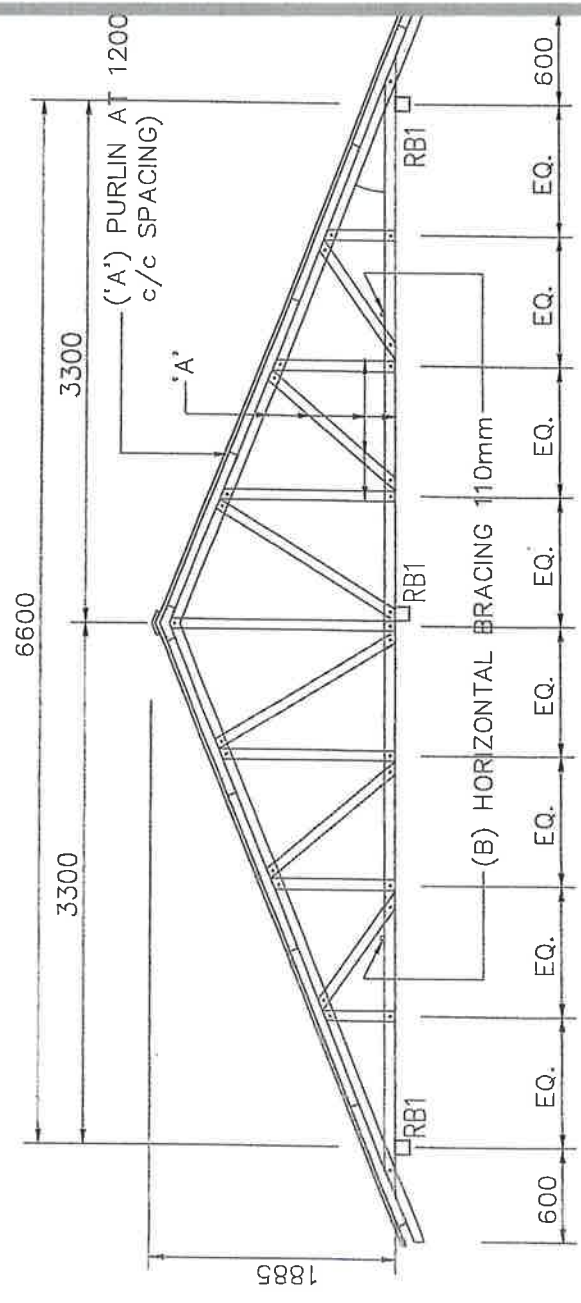 6600
3300
3300
('A') PURLIN AT 1200
c/c SPACING)
'A'
1885
RB1
RB1
RB1
(B) HORIZONTAL BRACING 110mm
600
EQ.
EQ.
EQ.
EQ.
EQ.
EQ.
EQ.
EQ.
600